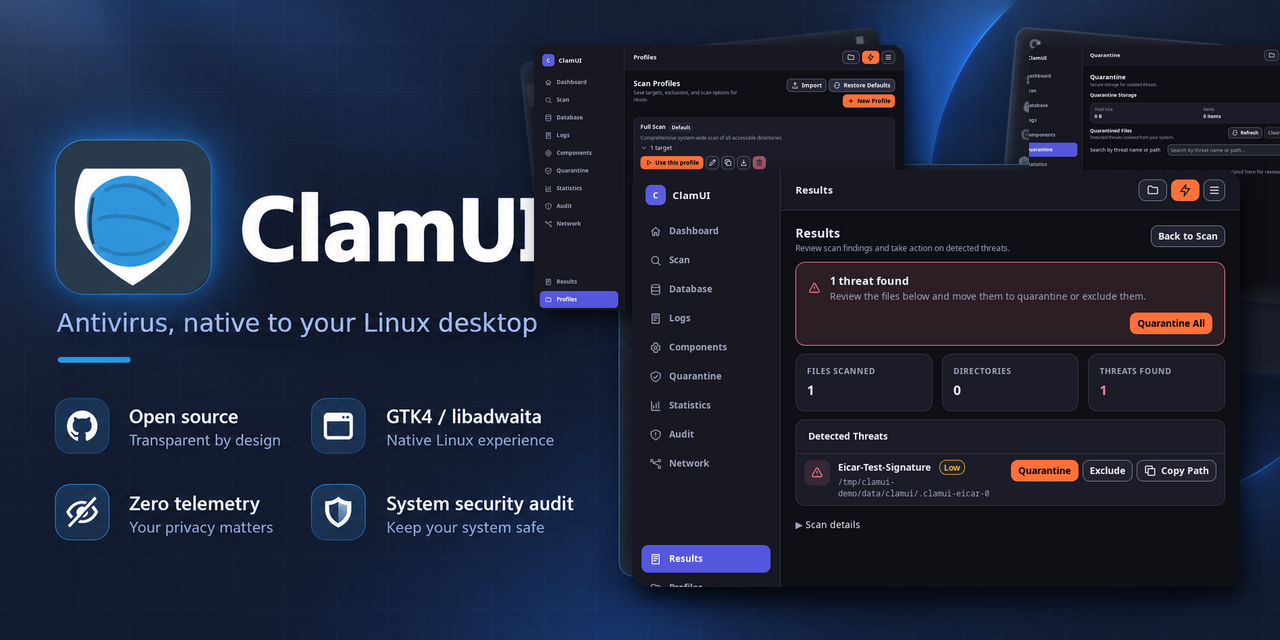 ClamUI
Antivirus, native to your Linux desktop
Open source
Transparent by design
GTK4 / libadwaita
Native Linux experience
Zero telemetry
Your privacy matters
System security audit
Keep your system safe
C ClamUI
Dashboard
Scan
Database
Logs
Components
Quarantine
Statistics
Audit
Network
Results
Profiles
Profiles
Scan Profiles
Save targets, exclusions, and scan options for
reuse.
Import
Restore Defaults
New Profile
Full Scan Default
Comprehensive system-wide scan of all accessible directories
1 target
Use this profile
ClamUI
Quarantine
Quarantine
Secure storage for isolated threats.
Quarantine Storage
Total Size
0 B
Items
0 items
Quarantined Files
Detected threats isolated from your system.
Refresh
Search by threat name or path
Search by threat name or path...
C ClamUI
Dashboard
Scan
Database
Logs
Components
Quarantine
Statistics
Audit
Network
Results
Profiles
Results
Results
Review scan findings and take action on detected threats.
Back to Scan
1 threat found
Review the files below and move them to quarantine or exclude them.
Quarantine All
FILES SCANNED
1
DIRECTORIES
0
THREATS FOUND
1
Detected Threats
Eicar-Test-Signature Low
/tmp/clamui-
demo/data/clamui/.clamui-eicar-0
Quarantine
Exclude
Copy Path
Scan details